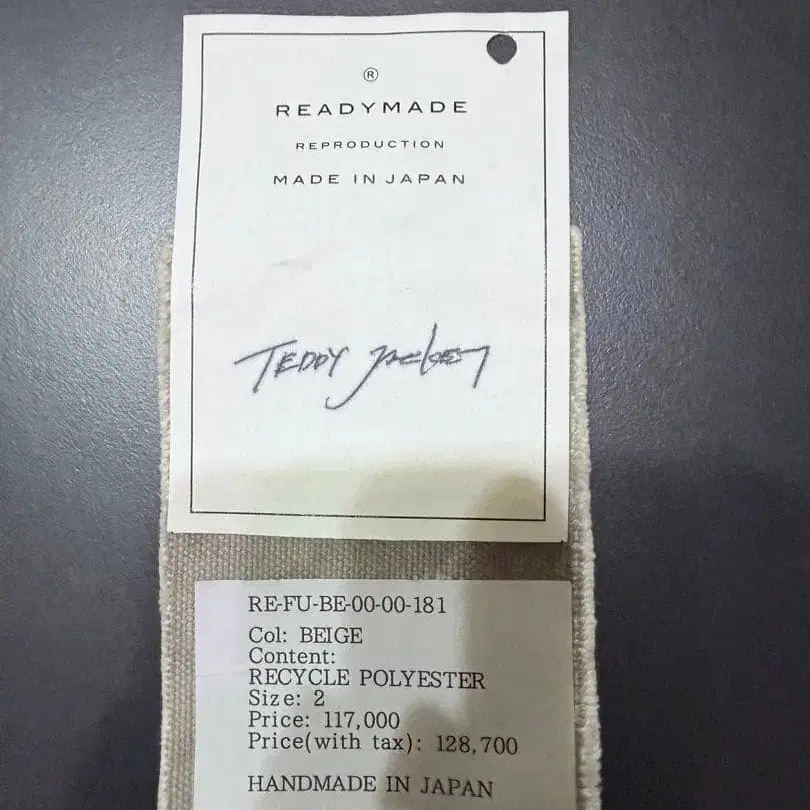 ®
READYMADE
REPRODUCTION
MADE IN JAPAN
TEDDY JACKET
RE-FU-BE-00-00-181
Col: BEIGE
Content:
RECYCLE POLYESTER
Size: 2
Price: 117,000
Price(with tax): 128,700
HANDMADE IN JAPAN